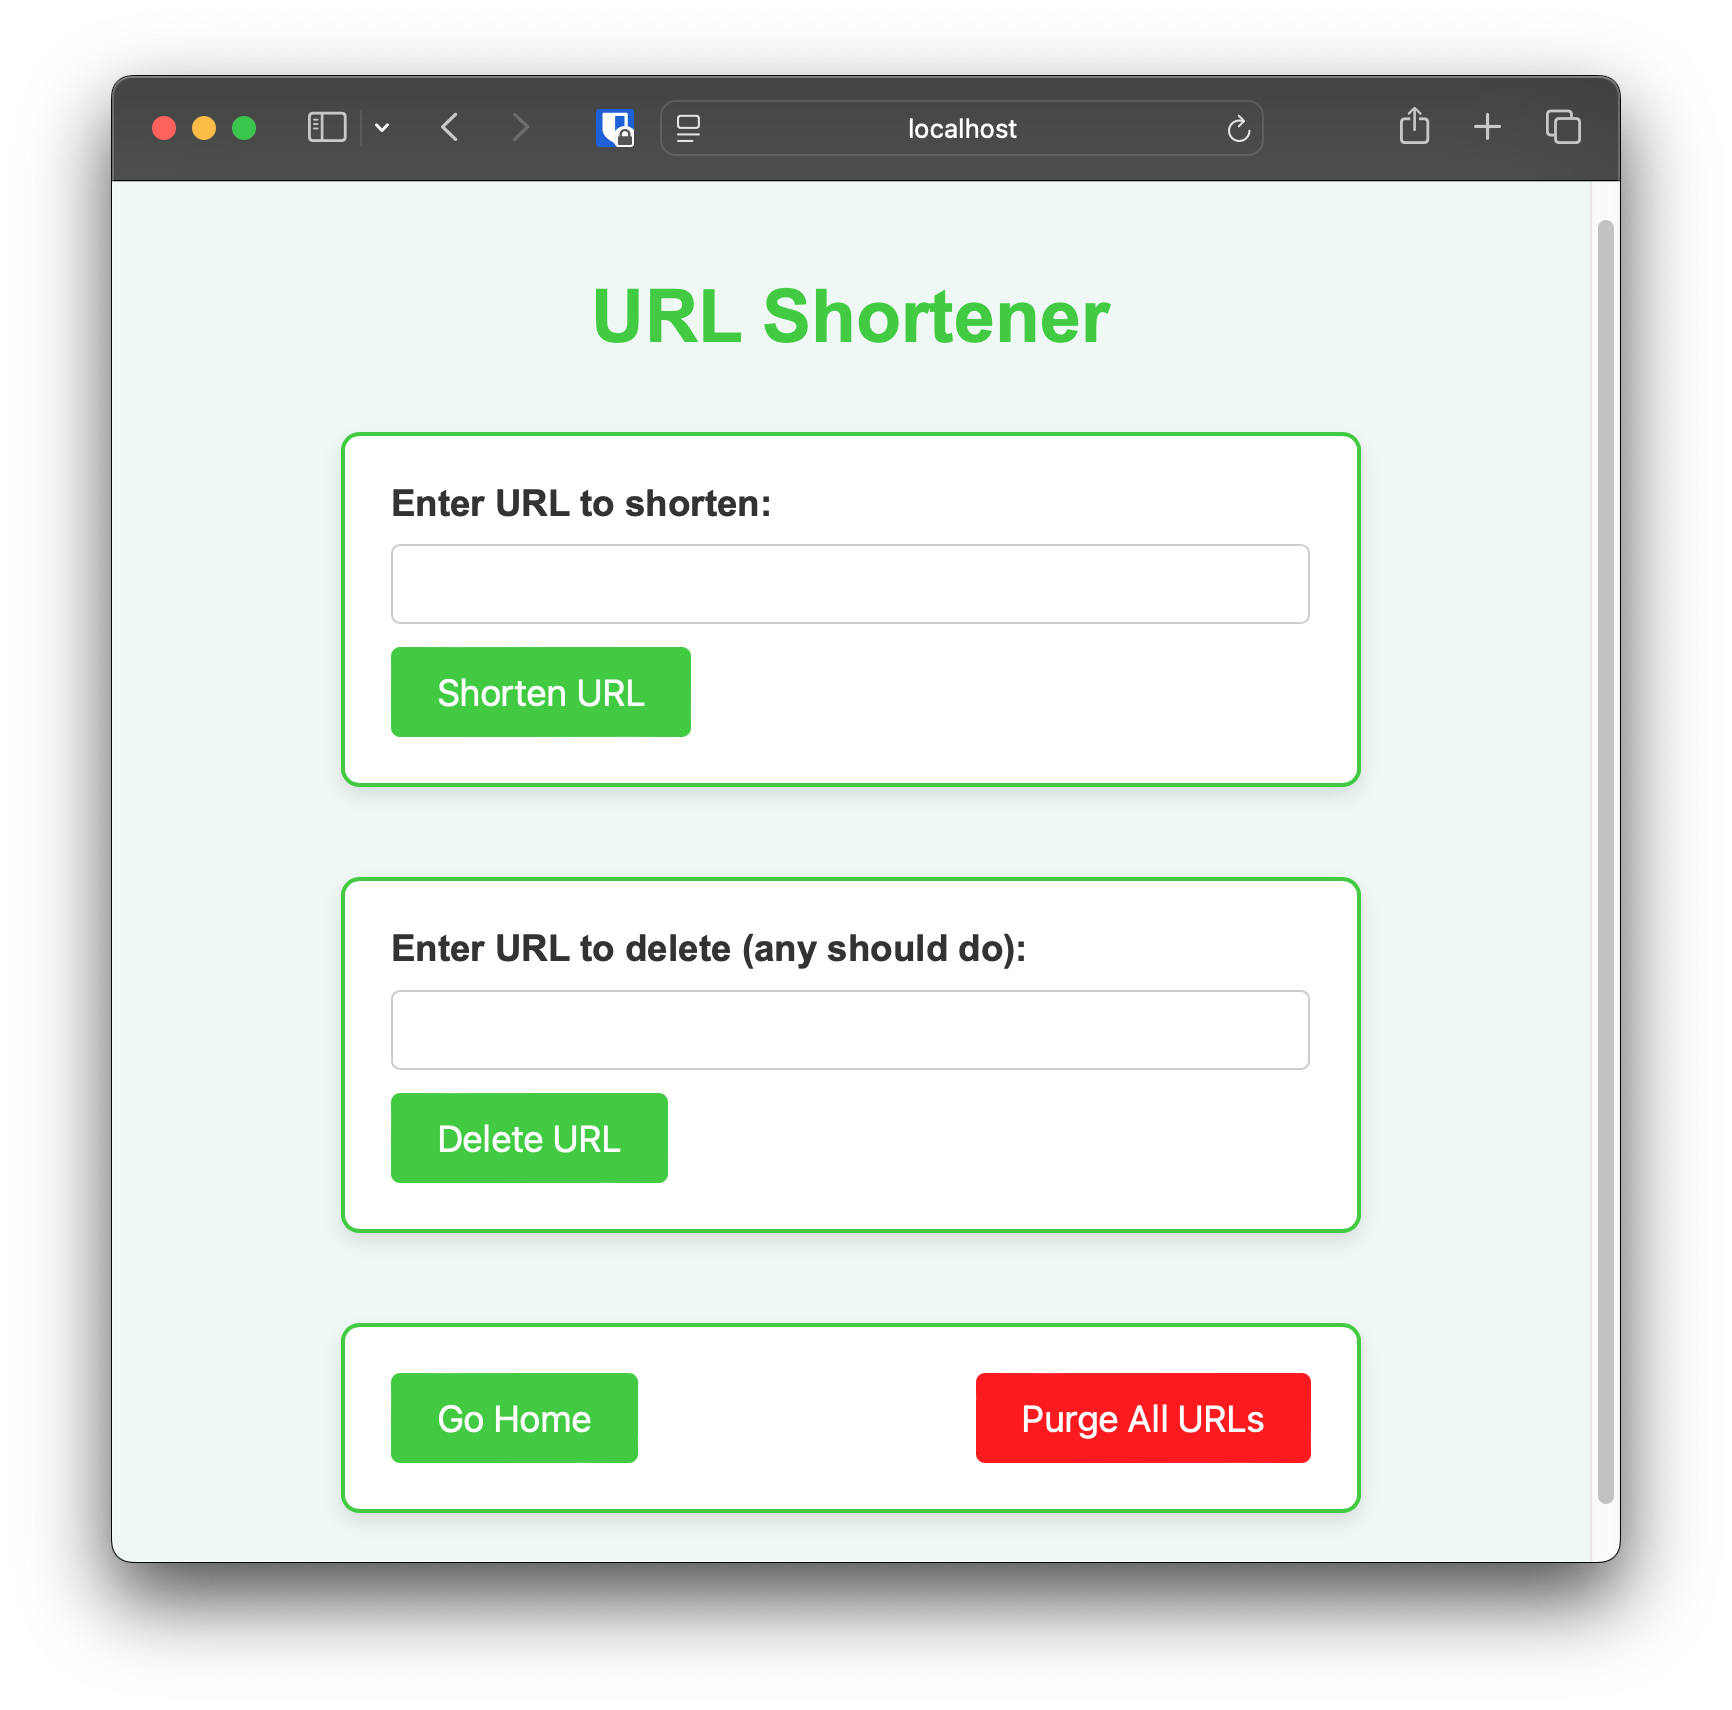 localhost
URL Shortener
Enter URL to shorten:
Shorten URL
Enter URL to delete (any should do):
Delete URL
Go Home
Purge All URLs